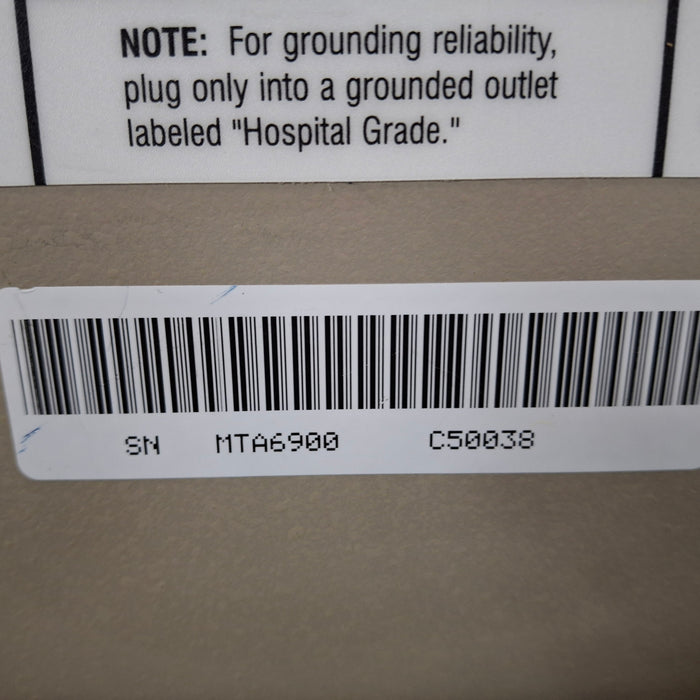 NOTE: For grounding reliability,
plug only into a grounded outlet
labeled "Hospital Grade."
SN MTA6900 C50038